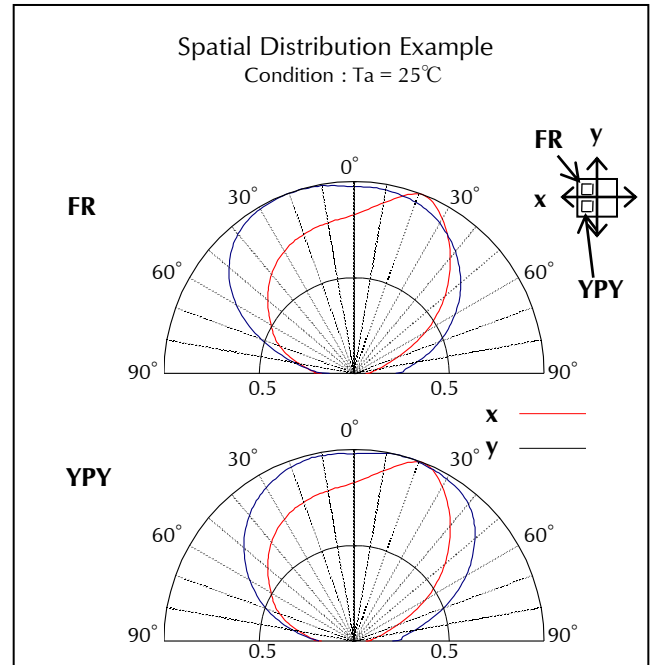 Spatial Distribution Example
Condition : Ta = 25℃
FR y
x
YPY
FR
0°
30° 30°
60° 60°
90° 90°
0.5 0.5
x
y
YPY
0°
30° 30°
60° 60°
90° 90°
0.5 0.5